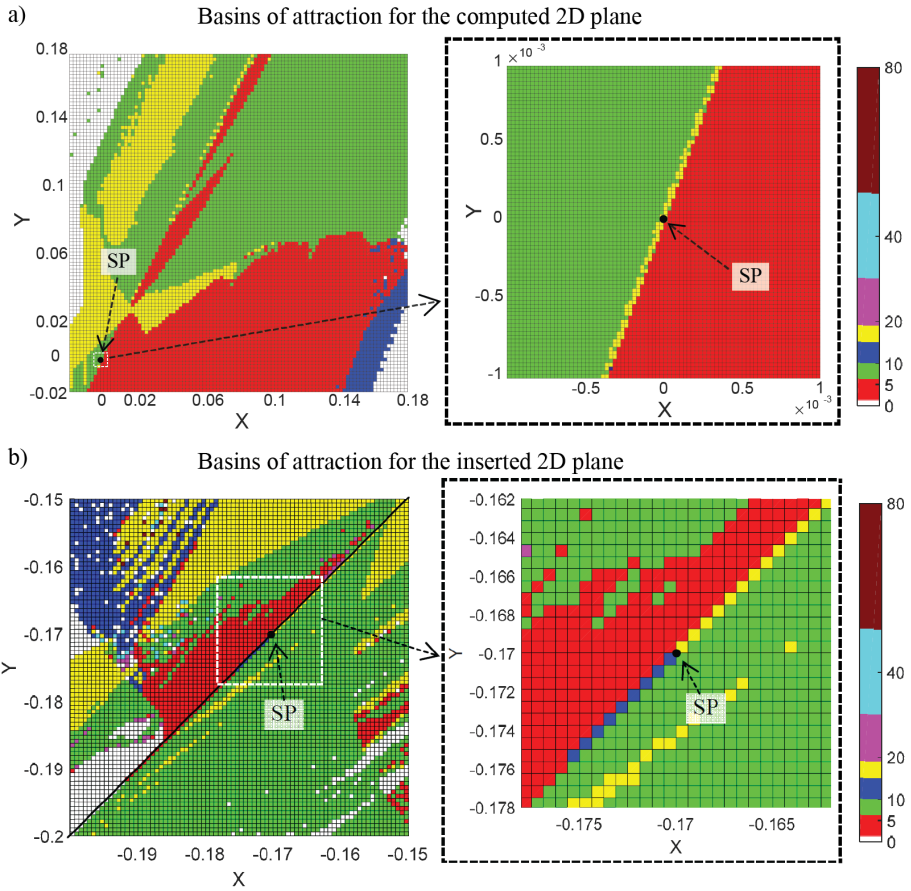 a)
Basins of attraction for the computed 2D plane
0.18
0.14
0.1
0.06
0.02
0
-0.02
Y
SP
0 0.02 0.06 0.1 0.14 0.18
X
1 ×10⁻³
0.5
0
-0.5
-1
Y
SP
-0.5 0 0.5 1
X
×10⁻³
80
40
20
10
5
0
b)
Basins of attraction for the inserted 2D plane
-0.15
-0.16
-0.17
-0.18
-0.19
-0.2
Y
SP
-0.19 -0.18 -0.17 -0.16 -0.15
X
-0.162
-0.164
-0.166
-0.168
-0.17
-0.172
-0.174
-0.176
-0.178
Y
SP
-0.175 -0.17 -0.165
X
80
40
20
10
5
0